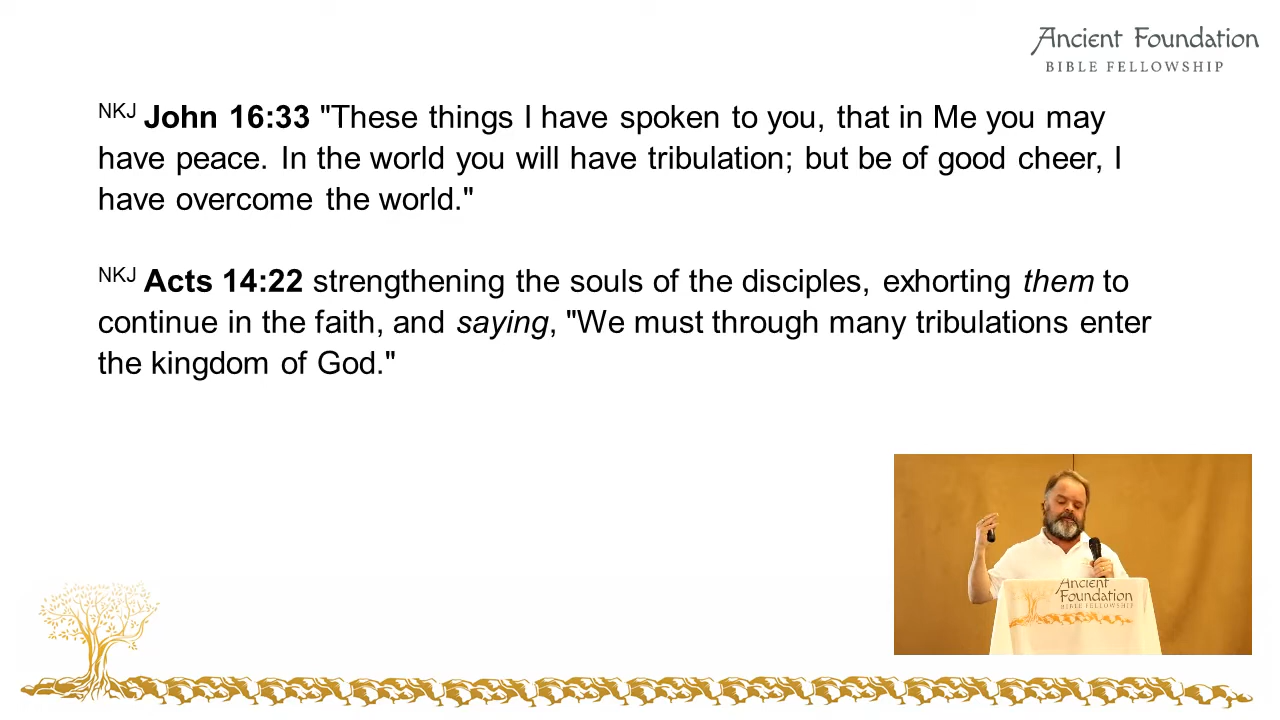 Ancient Foundation
BIBLE FELLOWSHIP
NKJ John 16:33 "These things I have spoken to you, that in Me you may
have peace. In the world you will have tribulation; but be of good cheer, I
have overcome the world."
NKJ Acts 14:22 strengthening the souls of the disciples, exhorting them to
continue in the faith, and saying, "We must through many tribulations enter
the kingdom of God."
Ancient
Foundation
BIBLE FELLOWSHIP